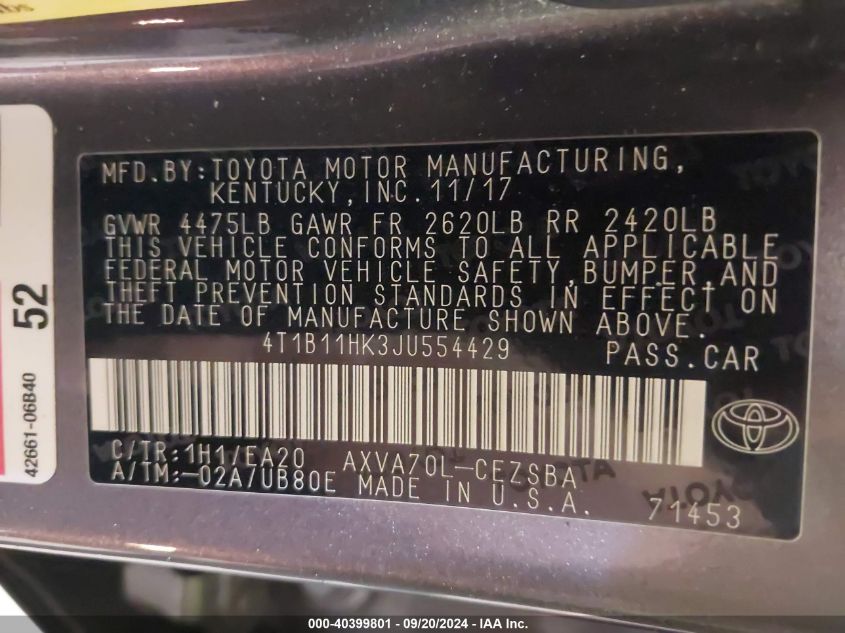 MFD.BY:TOYOTA MOTOR MANUFACTURING,
KENTUCKY,INC.11/17
GVWR 4475LB GAWR FR 2620LB RR 2420LB
THIS VEHICLE CONFORMS TO ALL APPLICABLE
FEDERAL MOTOR VEHICLE SAFETY,BUMPER,AND
THEFT PREVENTION STANDARDS IN EFFECT ON
THE DATE OF MANUFACTURE SHOWN ABOVE.
4T1B11HK3JU554429 PASS.CAR
C/TR:1H1/EA20 AXVA70L-CEZSBA
A/TM:-02A/UB80E MADE IN U.S.A. 71453
52
42661-06B40
000-40399801 - 09/20/2024 - IAAI.com